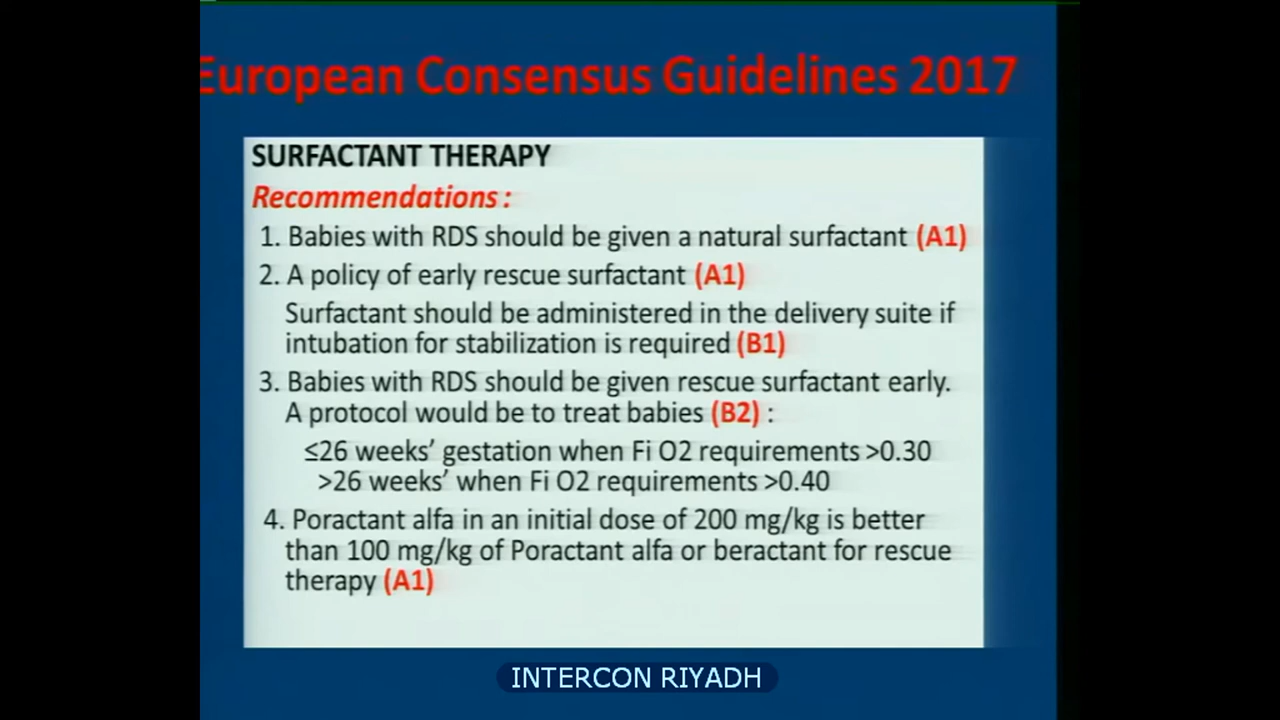 European Consensus Guidelines 2017
SURFACTANT THERAPY
Recommendations :
1. Babies with RDS should be given a natural surfactant (A1)
2. A policy of early rescue surfactant (A1)
Surfactant should be administered in the delivery suite if
intubation for stabilization is required (B1)
3. Babies with RDS should be given rescue surfactant early.
A protocol would be to treat babies (B2) :
≤26 weeks’ gestation when Fi O2 requirements >0.30
>26 weeks’ when Fi O2 requirements >0.40
4. Poractant alfa in an initial dose of 200 mg/kg is better
than 100 mg/kg of Poractant alfa or beractant for rescue
therapy (A1)
INTERCON RIYADH